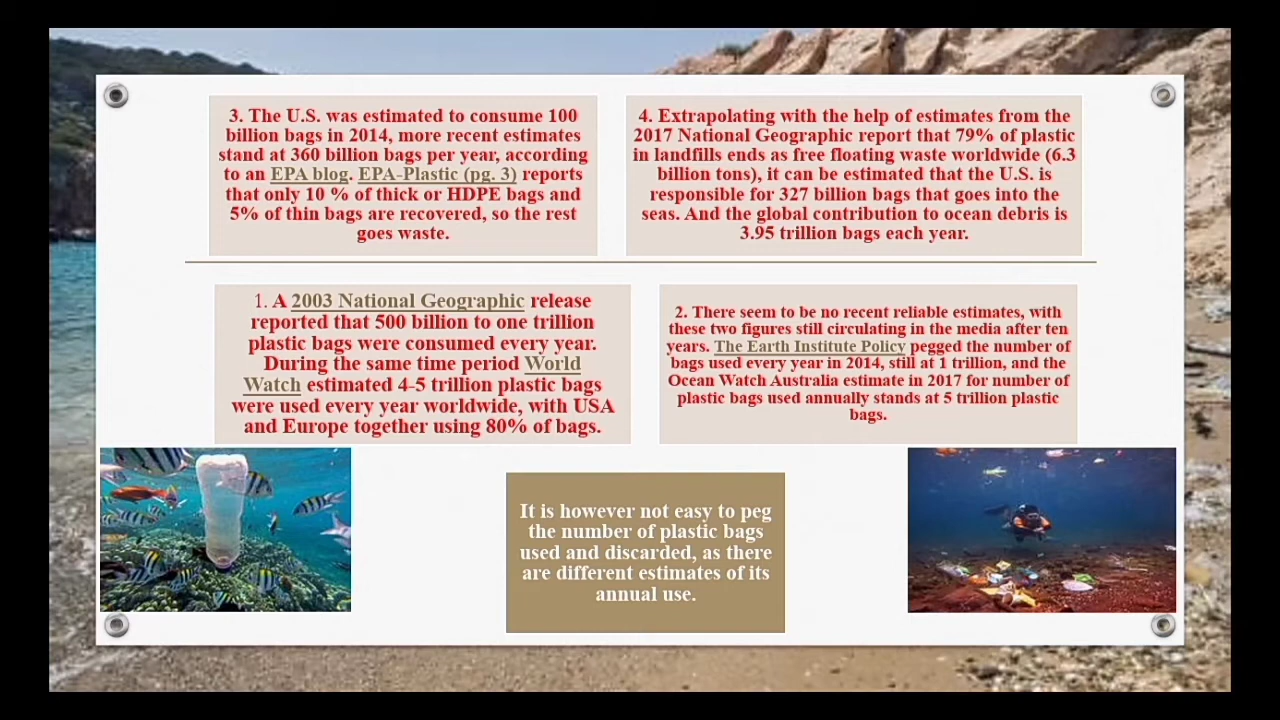 3. The U.S. was estimated to consume 100
billion bags in 2014, more recent estimates
stand at 360 billion bags per year, according
to an EPA blog. EPA-Plastic (pg. 3) reports
that only 10 % of thick or HDPE bags and
5% of thin bags are recovered, so the rest
goes waste.
4. Extrapolating with the help of estimates from the
2017 National Geographic report that 79% of plastic
in landfills ends as free floating waste worldwide (6.3
billion tons), it can be estimated that the U.S. is
responsible for 327 billion bags that goes into the
seas. And the global contribution to ocean debris is
3.95 trillion bags each year.
1. A 2003 National Geographic release
reported that 500 billion to one trillion
plastic bags were consumed every year.
During the same time period World
Watch estimated 4-5 trillion plastic bags
were used every year worldwide, with USA
and Europe together using 80% of bags.
2. There seem to be no recent reliable estimates, with
these two figures still circulating in the media after ten
years. The Earth Institute Policy pegged the number of
bags used every year in 2014, still at 1 trillion, and the
Ocean Watch Australia estimate in 2017 for number of
plastic bags used annually stands at 5 trillion plastic
bags.
It is however not easy to peg
the number of plastic bags
used and discarded, as there
are different estimates of its
annual use.